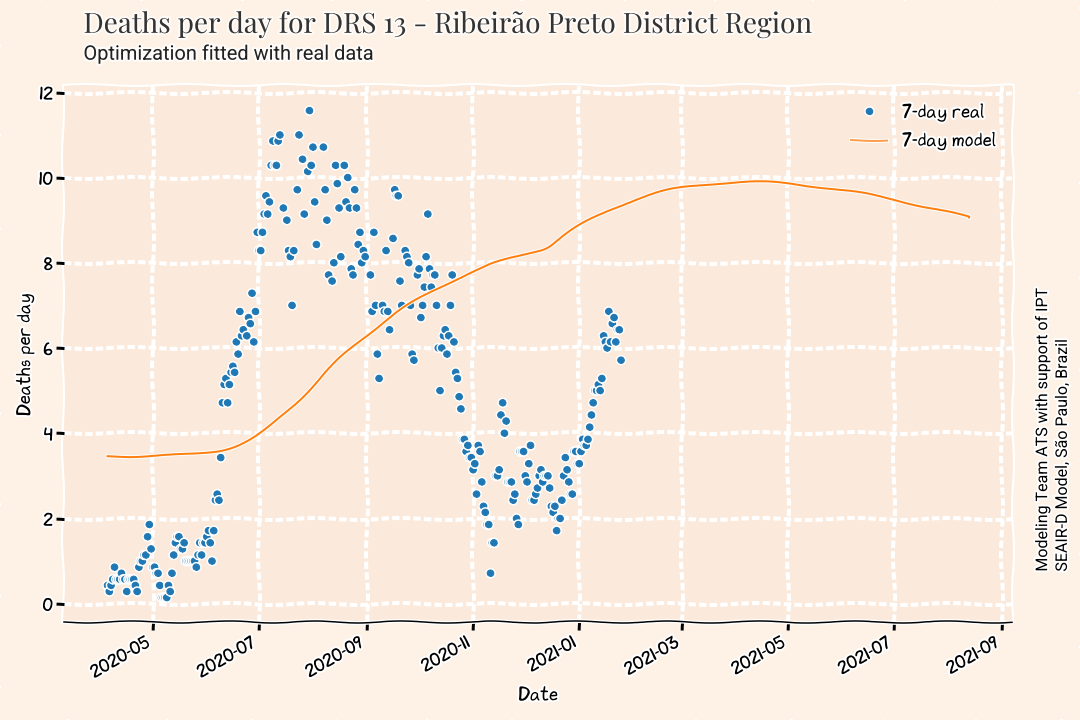 Deaths per day for DRS 13 - Ribeirão Preto District Region
Optimization fitted with real data
7-day real
7-day model
12
10
8
6
4
2
0
Deaths per day
2020-05
2020-07
2020-09
2020-11
2021-01
2021-03
2021-05
2021-07
2021-09
Date
Modeling Team ATS with support of IPT
SEAIR-D Model, São Paulo, Brazil